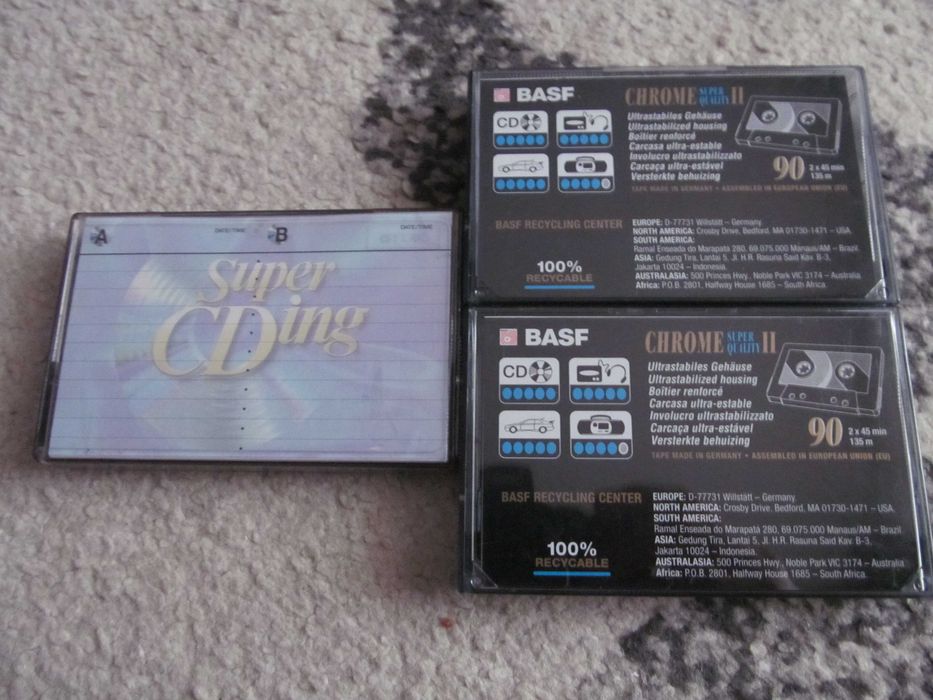 A
DATE/TIME
B
DATE/TIME
Super
CDing
BASF
CHROME SUPER QUALITY II
CD
Ultrastabiles Gehäuse
Ultrastabilized housing
Boîtier renforcé
Carcasa ultra-estable
Involucro ultrastabilizzato
Carcaça ultra-estável
Versterkte behuizing
90 2 x 45 min
135 m
TAPE MADE IN GERMANY • ASSEMBLED IN EUROPEAN UNION (EU)
BASF RECYCLING CENTER
100%
RECYCABLE
EUROPE: D-77731 Willstätt – Germany.
NORTH AMERICA: Crosby Drive, Bedford, MA 01730-1471 – USA.
SOUTH AMERICA:
Ramal Enseada do Marapatá 280, 69.075.000 Manaus/AM – Brazil.
ASIA: Gedung Tira, Lantai 5, Jl. H.R. Rasuna Said Kav. B-3,
Jakarta 10024 – Indonesia.
AUSTRALASIA: 500 Princes Hwy., Noble Park VIC 3174 – Australia
Africa: P.O.B. 2801, Halfway House 1685 – South Africa.
BASF
CHROME SUPER QUALITY II
CD
Ultrastabiles Gehäuse
Ultrastabilized housing
Boîtier renforcé
Carcasa ultra-estable
Involucro ultrastabilizzato
Carcaça ultra-estável
Versterkte behuizing
90 2 x 45 min
135 m
TAPE MADE IN GERMANY • ASSEMBLED IN EUROPEAN UNION (EU)
BASF RECYCLING CENTER
100%
RECYCABLE
EUROPE: D-77731 Willstätt – Germany.
NORTH AMERICA: Crosby Drive, Bedford, MA 01730-1471 – USA.
SOUTH AMERICA:
Ramal Enseada do Marapatá 280, 69.075.000 Manaus/AM – Brazil.
ASIA: Gedung Tira, Lantai 5, Jl. H.R. Rasuna Said Kav. B-3,
Jakarta 10024 – Indonesia.
AUSTRALASIA: 500 Princes Hwy., Noble Park VIC 3174 – Australia
Africa: P.O.B. 2801, Halfway House 1685 – South Africa.